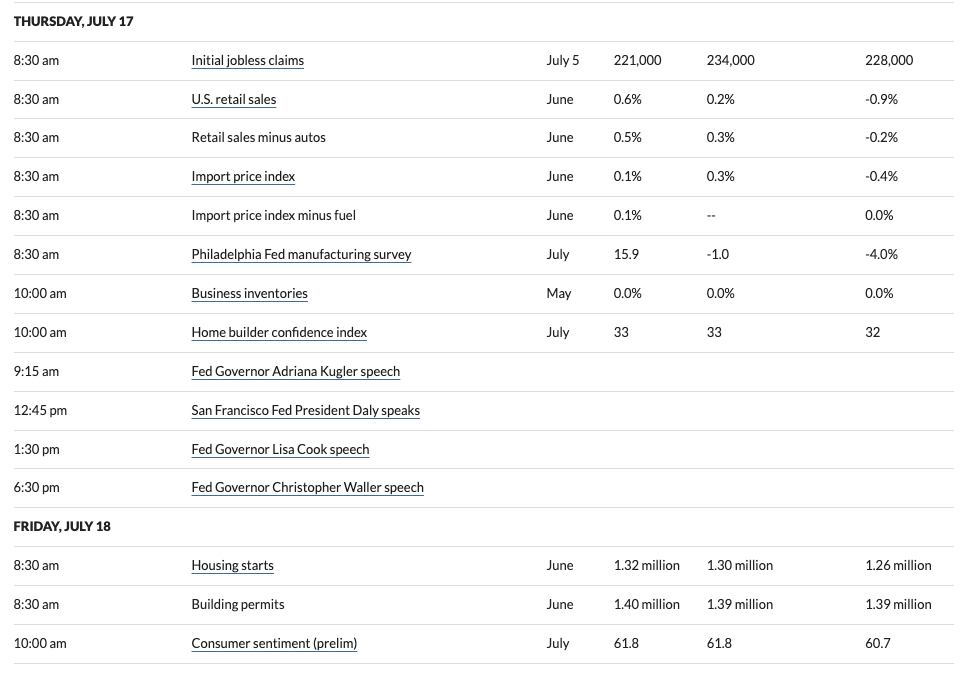 THURSDAY, JULY 17
8:30 am Initial jobless claims July 5 221,000 234,000 228,000
8:30 am U.S. retail sales June 0.6% 0.2% -0.9%
8:30 am Retail sales minus autos June 0.5% 0.3% -0.2%
8:30 am Import price index June 0.1% 0.3% -0.4%
8:30 am Import price index minus fuel June 0.1% -- 0.0%
8:30 am Philadelphia Fed manufacturing survey July 15.9 -1.0 -4.0%
10:00 am Business inventories May 0.0% 0.0% 0.0%
10:00 am Home builder confidence index July 33 33 32
9:15 am Fed Governor Adriana Kugler speech
12:45 pm San Francisco Fed President Daly speaks
1:30 pm Fed Governor Lisa Cook speech
6:30 pm Fed Governor Christopher Waller speech
FRIDAY, JULY 18
8:30 am Housing starts June 1.32 million 1.30 million 1.26 million
8:30 am Building permits June 1.40 million 1.39 million 1.39 million
10:00 am Consumer sentiment (prelim) July 61.8 61.8 60.7